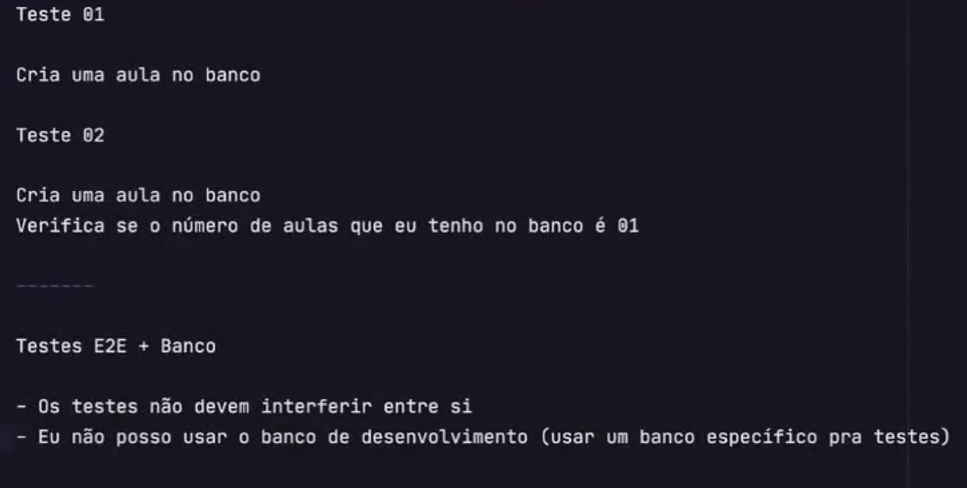 Teste 01
Cria uma aula no banco
Teste 02
Cria uma aula no banco
Verifica se o número de aulas que eu tenho no banco é 01
-------
Testes E2E + Banco
- Os testes não devem interferir entre si
- Eu não posso usar o banco de desenvolvimento (usar um banco específico pra testes)